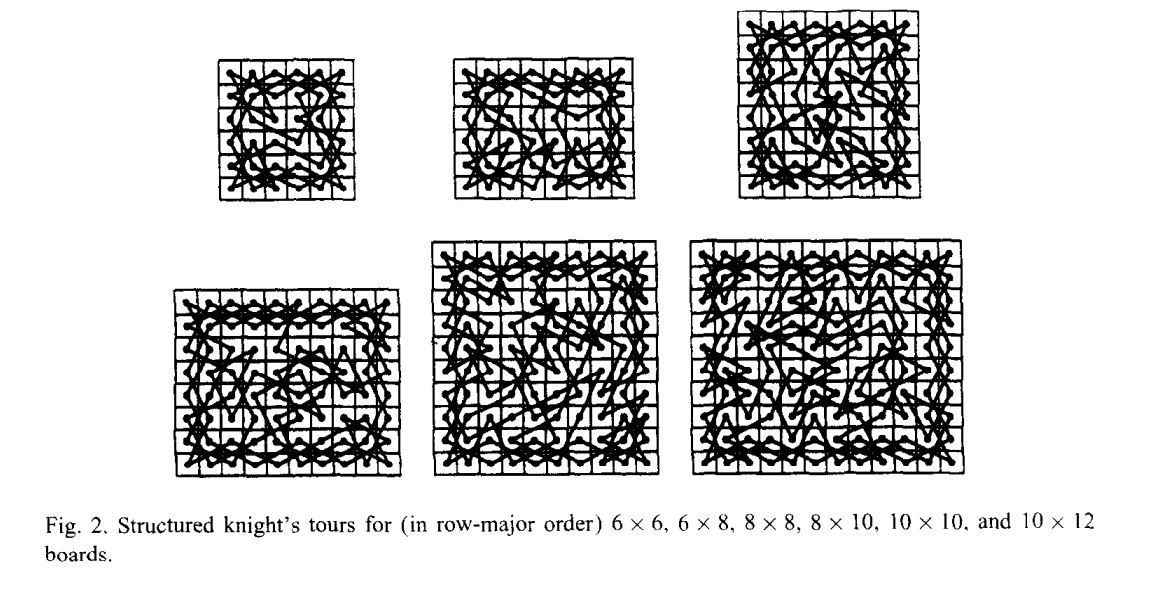 Fig. 2. Structured knight's tours for (in row-major order) 6 × 6, 6 × 8, 8 × 8, 8 × 10, 10 × 10, and 10 × 12
boards.